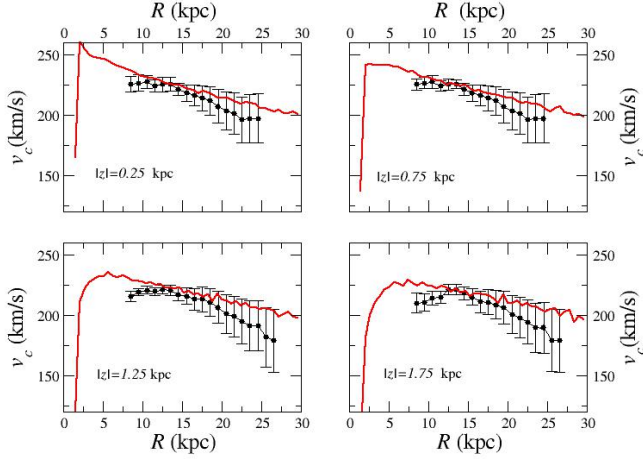 R (kpc) R (kpc)
0 5 10 15 20 25 30 0 5 10 15 20 25 30
250 250
v_c (km/s) 200 200 v_c (km/s)
150 150
|z|=0.25 kpc |z|=0.75 kpc
250 250
v_c (km/s) 200 200 v_c (km/s)
150 150
|z|=1.25 kpc |z|=1.75 kpc
0 5 10 15 20 25 30 0 5 10 15 20 25 30
R (kpc) R (kpc)